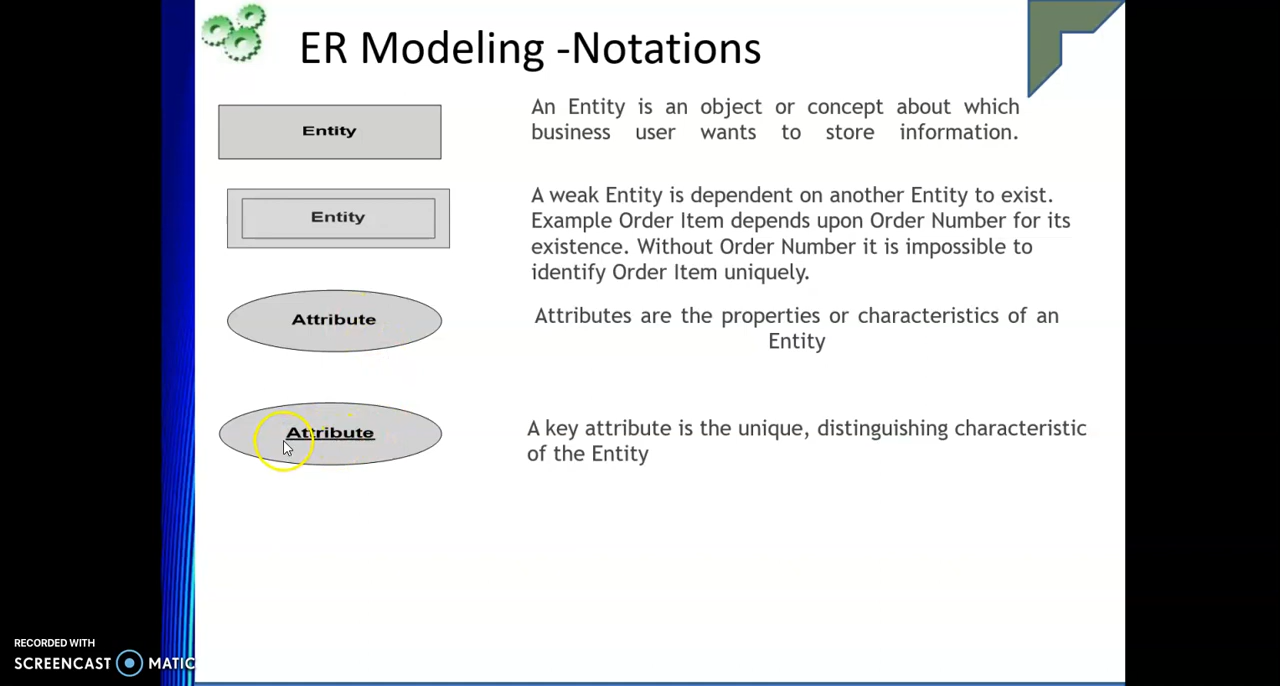 ER Modeling -Notations
Entity
An Entity is an object or concept about which
business user wants to store information.
Entity
A weak Entity is dependent on another Entity to exist.
Example Order Item depends upon Order Number for its
existence. Without Order Number it is impossible to
identify Order Item uniquely.
Attribute
Attributes are the properties or characteristics of an
Entity
Attribute
A key attribute is the unique, distinguishing characteristic
of the Entity
RECORDED WITH
SCREENCAST MATIC